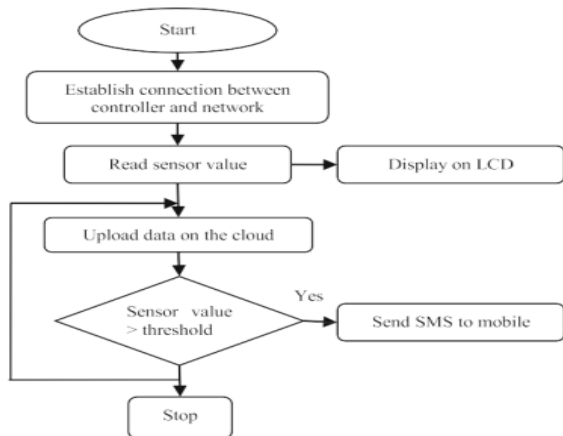 Start
Establish connection between
controller and network
Read sensor value
Display on LCD
Upload data on the cloud
Sensor value
> threshold
Yes
Send SMS to mobile
Stop